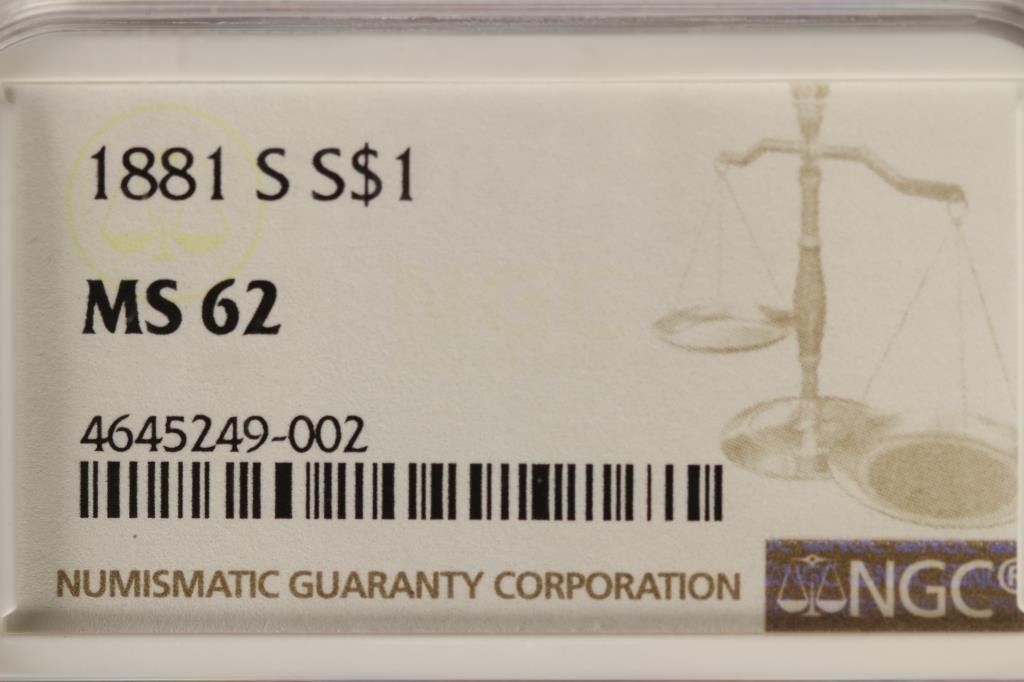 1881 S S$1
MS 62
4645249-002
NUMISMATIC GUARANTY CORPORATION
NGC®